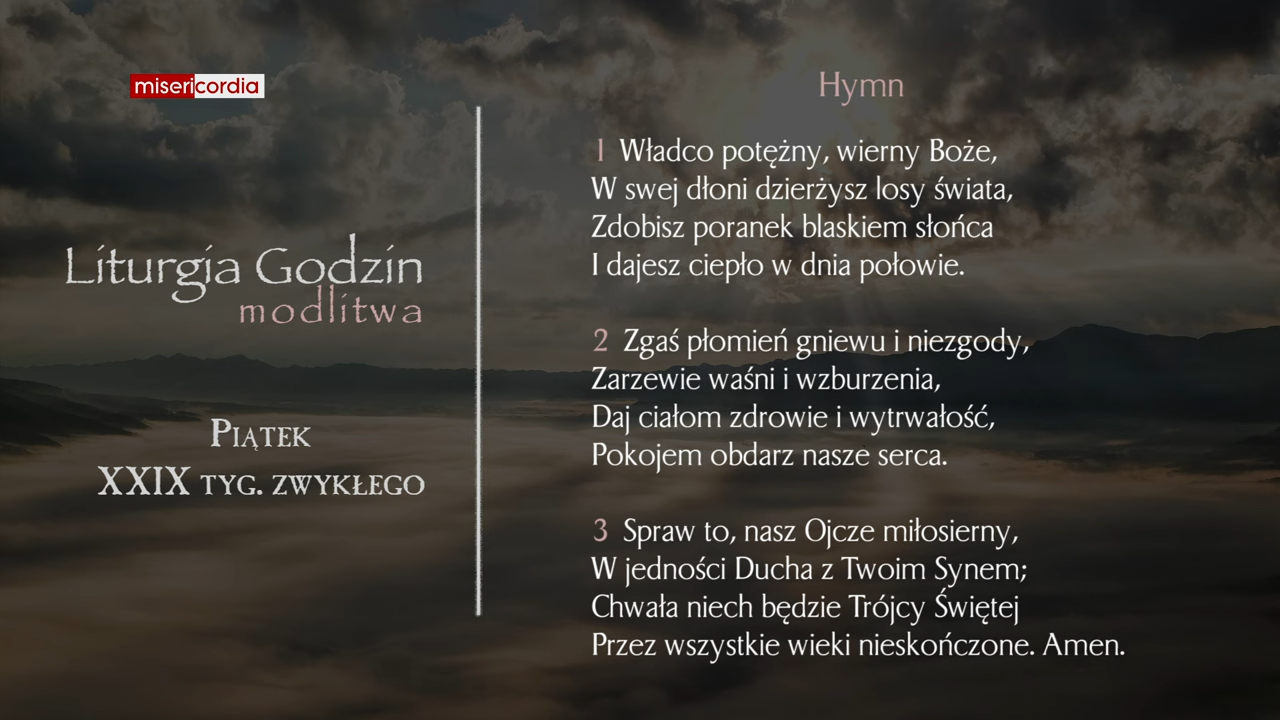 misericordia
Liturgia Godzin
modlitwa
Piątek
XXIX tyg. zwykłego
Hymn
1 Władco potężny, wierny Boże,
W swej dłoni dzierżysz losy świata,
Zdobisz poranek blaskiem słońca
I dajesz ciepło w dnia połowie.
2 Zgaś płomień gniewu i niezgody,
Zarzewie waśni i wzburzenia,
Daj ciałom zdrowie i wytrwałość,
Pokojem obdarz nasze serca.
3 Spraw to, nasz Ojcze miłosierny,
W jedności Ducha z Twoim Synem;
Chwała niech będzie Trójcy Świętej
Przez wszystkie wieki nieskończone. Amen.